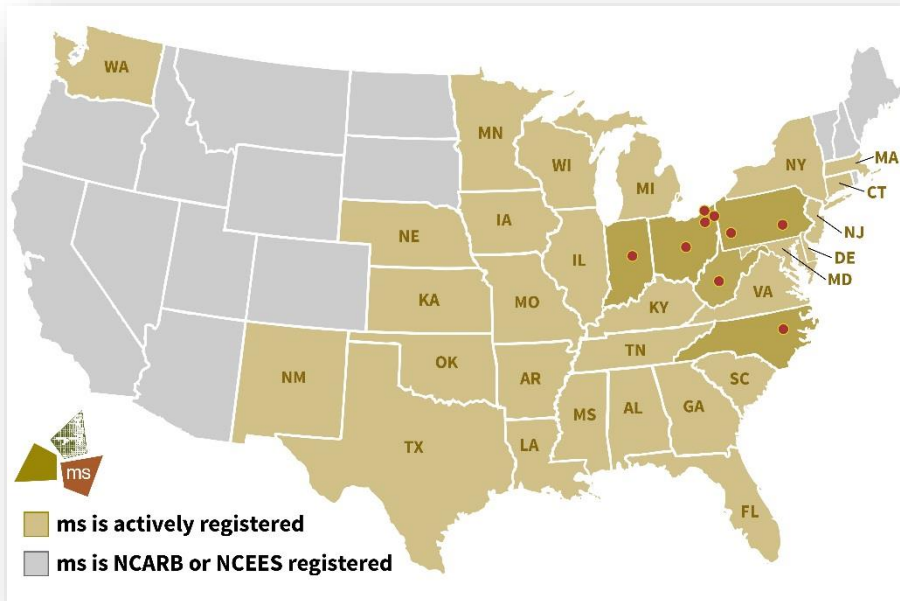 WA
MN
WI
MI
NY
MA
CT
NJ
DE
MD
IA
NE
IL
KA
MO
KY
VA
NM
OK
AR
TN
SC
TX
LA
MS
AL
GA
FL
ms
ms is actively registered
ms is NCARB or NCEES registered